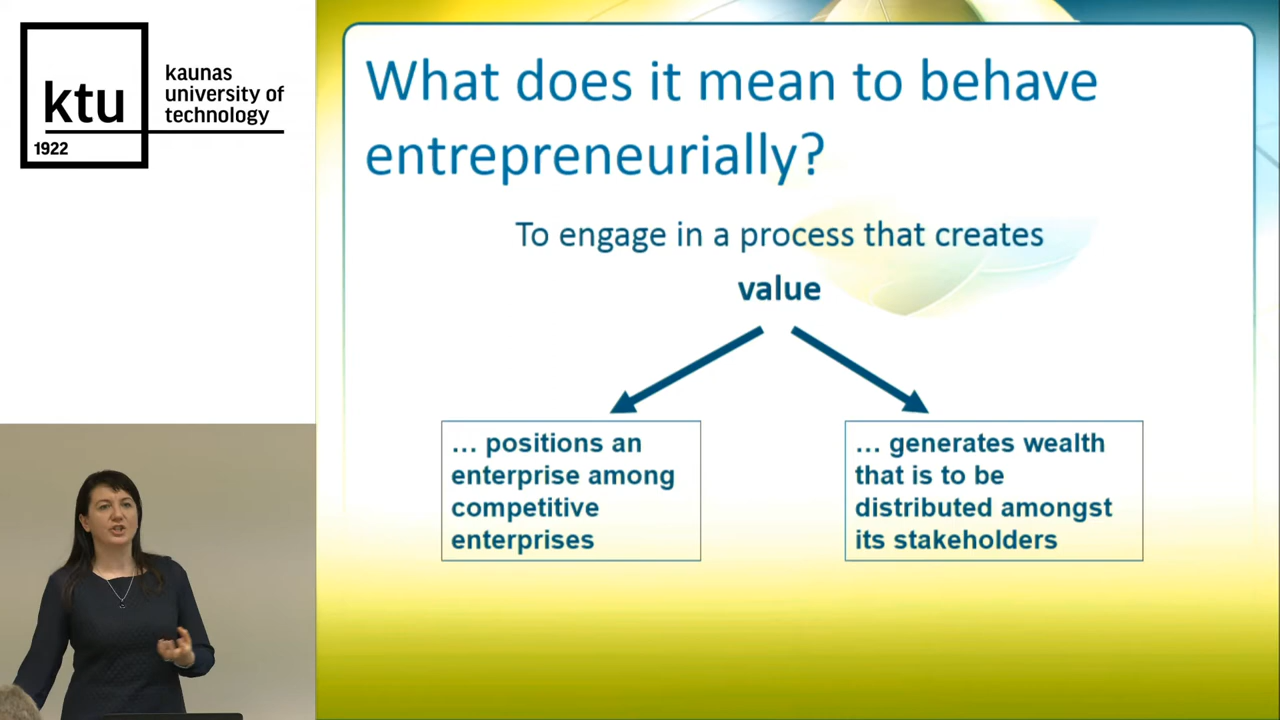 ktu
1922
kaunas
university of
technology
What does it mean to behave
entrepreneurially?
To engage in a process that creates
value
... positions an
enterprise among
competitive
enterprises
... generates wealth
that is to be
distributed amongst
its stakeholders